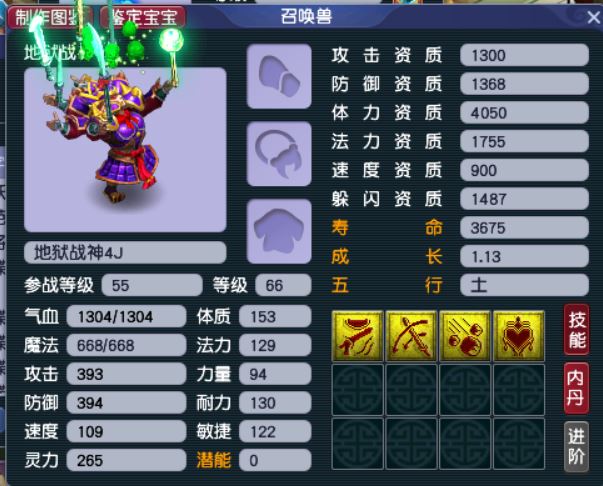 制作图鉴 鉴定宝宝 召唤兽
地狱战
攻击资质 1300
防御资质 1368
体力资质 4050
法力资质 1755
速度资质 900
躲闪资质 1487
寿命 3675
地狱战神4J
成长 1.13
参战等级 55 等级 66
五行 土
气血 1304/1304 体质 153
魔法 668/668 法力 129
攻击 393 力量 94
防御 394 耐力 130
速度 109 敏捷 122
灵力 265 潜能 0
技能
内丹
进阶